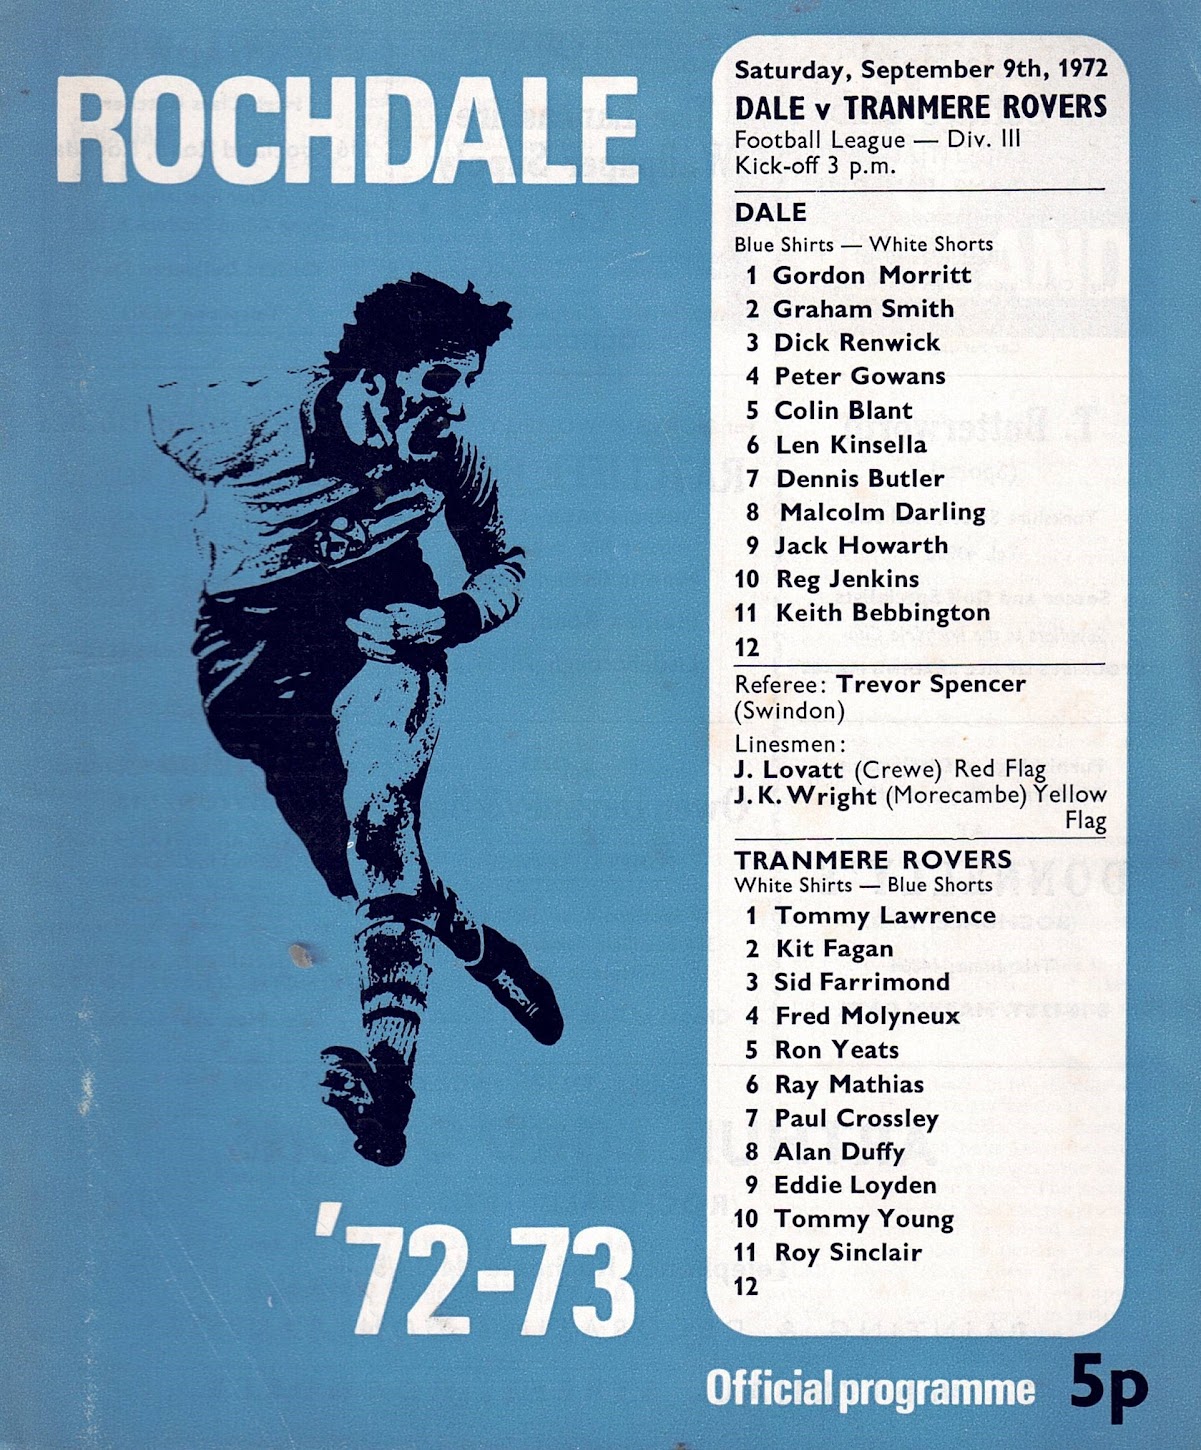 ROCHDALE
'72-73
Saturday, September 9th, 1972
DALE v TRANMERE ROVERS
Football League — Div. III
Kick-off 3 p.m.
DALE
Blue Shirts — White Shorts
1 Gordon Morritt
2 Graham Smith
3 Dick Renwick
4 Peter Gowans
5 Colin Blant
6 Len Kinsella
7 Dennis Butler
8 Malcolm Darling
9 Jack Howarth
10 Reg Jenkins
11 Keith Bebbington
12
Referee: Trevor Spencer
(Swindon)
Linesmen:
J. Lovatt (Crewe) Red Flag
J. K. Wright (Morecambe) Yellow
Flag
TRANMERE ROVERS
White Shirts — Blue Shorts
1 Tommy Lawrence
2 Kit Fagan
3 Sid Farrimond
4 Fred Molyneux
5 Ron Yeats
6 Ray Mathias
7 Paul Crossley
8 Alan Duffy
9 Eddie Loyden
10 Tommy Young
11 Roy Sinclair
12
Official programme 5p